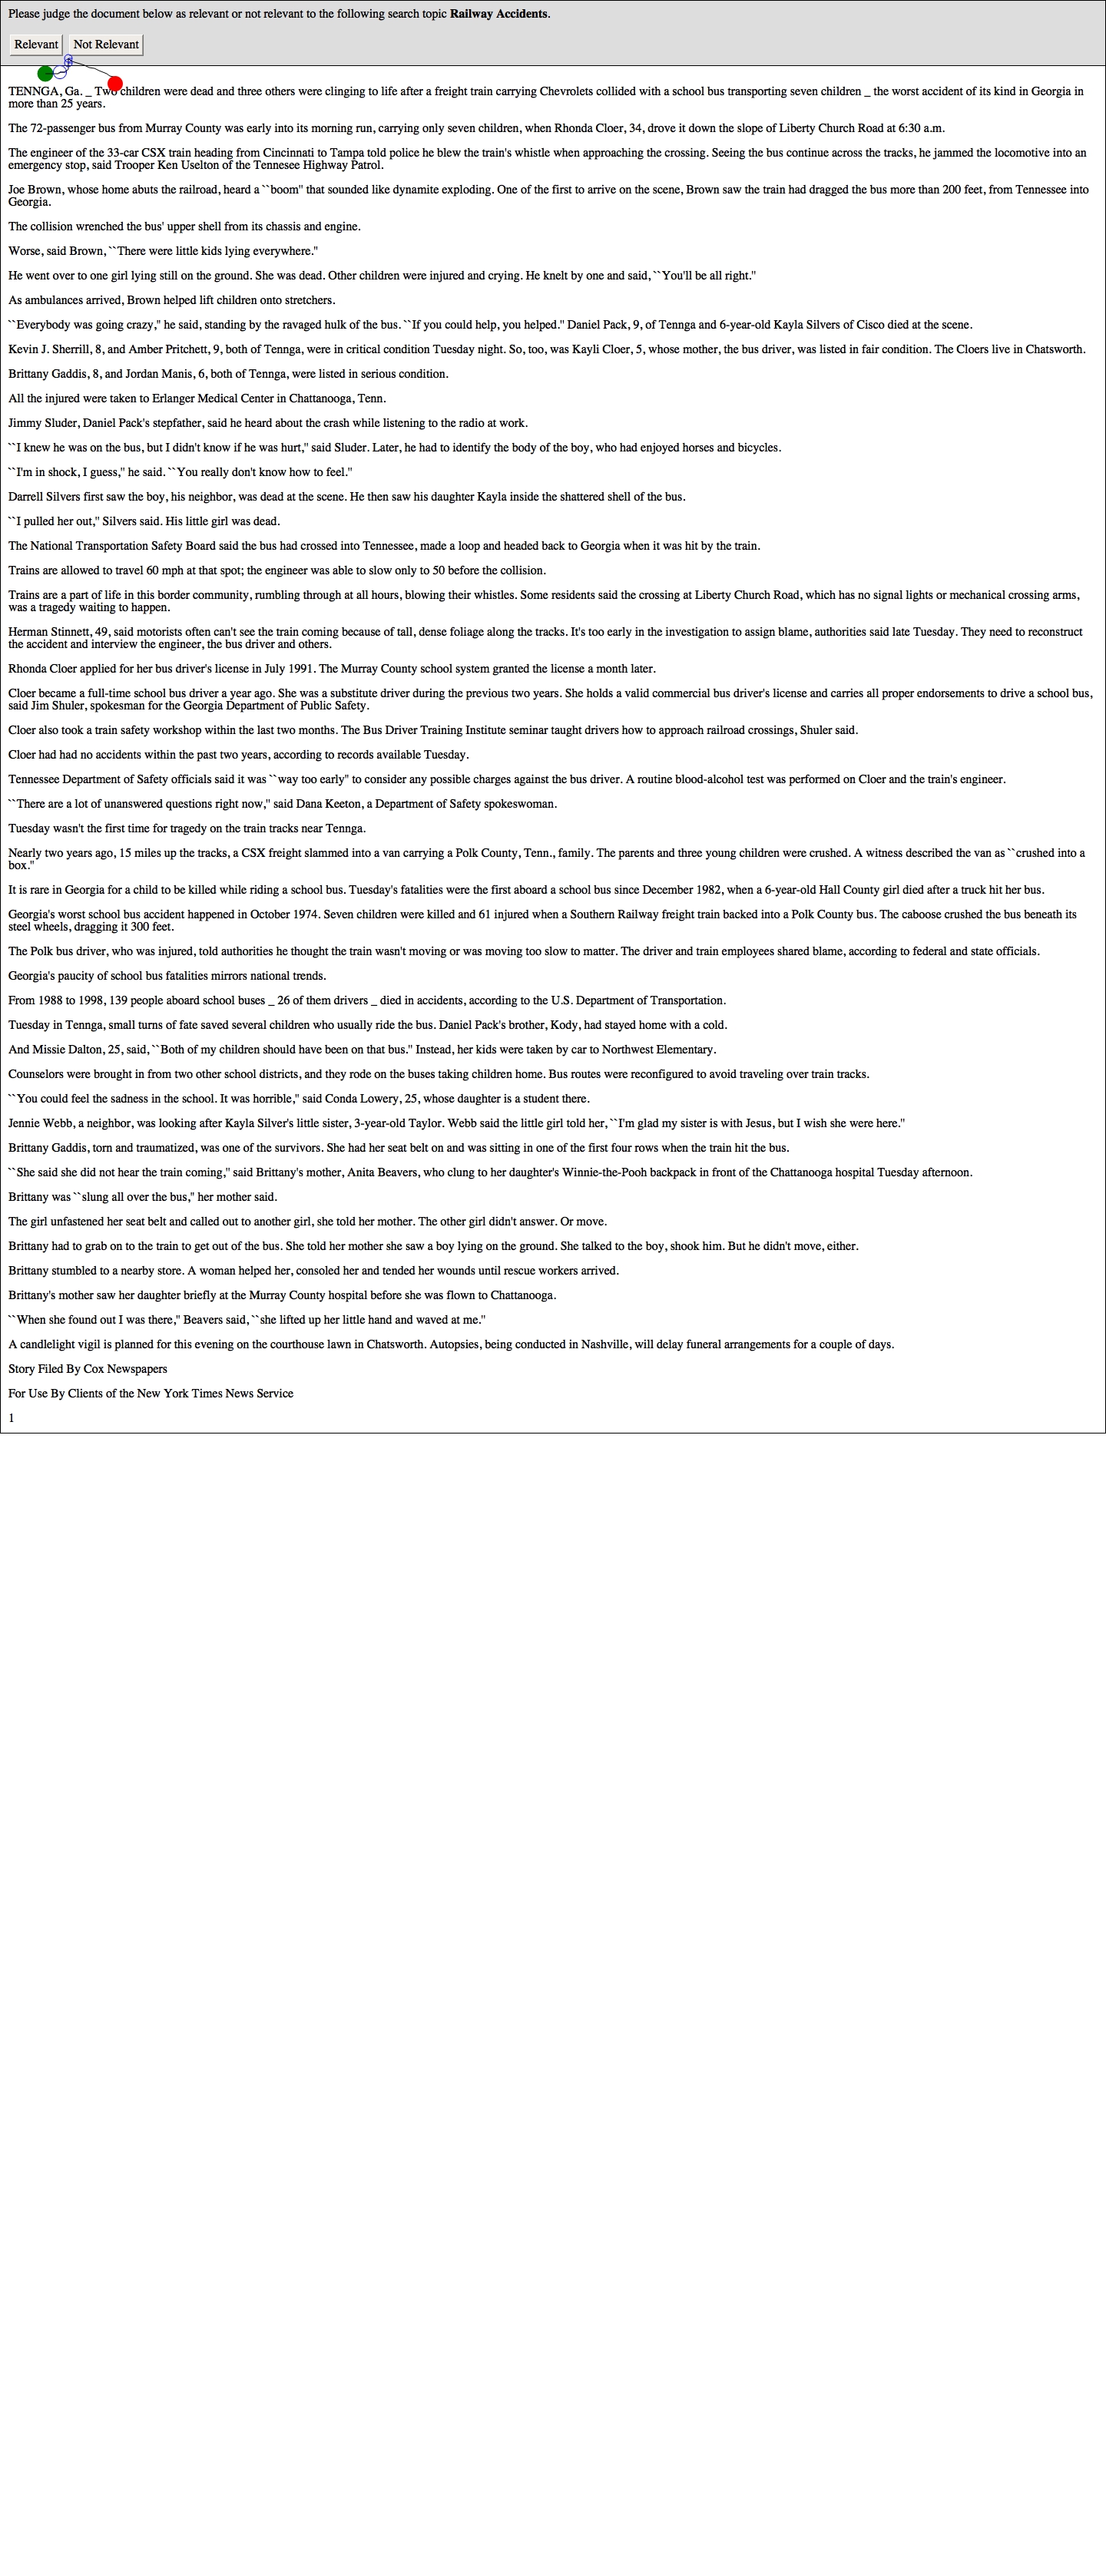 Please judge the document below as relevant or not relevant to the following search topic Railway Accidents.
Relevant Not Relevant
TENNGA, Ga. _ Two children were dead and three others were clinging to life after a freight train carrying Chevrolets collided with a school bus transporting seven children _ the worst accident of its kind in Georgia in
more than 25 years.
The 72-passenger bus from Murray County was early into its morning run, carrying only seven children, when Rhonda Cloer, 34, drove it down the slope of Liberty Church Road at 6:30 a.m.
The engineer of the 33-car CSX train heading from Cincinnati to Tampa told police he blew the train's whistle when approaching the crossing. Seeing the bus continue across the tracks, he jammed the locomotive into an
emergency stop, said Trooper Ken Uselton of the Tennesee Highway Patrol.
Joe Brown, whose home abuts the railroad, heard a ``boom'' that sounded like dynamite exploding. One of the first to arrive on the scene, Brown saw the train had dragged the bus more than 200 feet, from Tennessee into
Georgia.
The collision wrenched the bus' upper shell from its chassis and engine.
Worse, said Brown, ``There were little kids lying everywhere.''
He went over to one girl lying still on the ground. She was dead. Other children were injured and crying. He knelt by one and said, ``You'll be all right.''
As ambulances arrived, Brown helped lift children onto stretchers.
``Everybody was going crazy,'' he said, standing by the ravaged hulk of the bus. ``If you could help, you helped.'' Daniel Pack, 9, of Tennga and 6-year-old Kayla Silvers of Cisco died at the scene.
Kevin J. Sherrill, 8, and Amber Pritchett, 9, both of Tennga, were in critical condition Tuesday night. So, too, was Kayli Cloer, 5, whose mother, the bus driver, was listed in fair condition. The Cloers live in Chatsworth.
Brittany Gaddis, 8, and Jordan Manis, 6, both of Tennga, were listed in serious condition.
All the injured were taken to Erlanger Medical Center in Chattanooga, Tenn.
Jimmy Sluder, Daniel Pack's stepfather, said he heard about the crash while listening to the radio at work.
``I knew he was on the bus, but I didn't know if he was hurt,'' said Sluder. Later, he had to identify the body of the boy, who had enjoyed horses and bicycles.
``I'm in shock, I guess,'' he said. ``You really don't know how to feel.''
Darrell Silvers first saw the boy, his neighbor, was dead at the scene. He then saw his daughter Kayla inside the shattered shell of the bus.
``I pulled her out,'' Silvers said. His little girl was dead.
The National Transportation Safety Board said the bus had crossed into Tennessee, made a loop and headed back to Georgia when it was hit by the train.
Trains are allowed to travel 60 mph at that spot; the engineer was able to slow only to 50 before the collision.
Trains are a part of life in this border community, rumbling through at all hours, blowing their whistles. Some residents said the crossing at Liberty Church Road, which has no signal lights or mechanical crossing arms,
was a tragedy waiting to happen.
Herman Stinnett, 49, said motorists often can't see the train coming because of tall, dense foliage along the tracks. It's too early in the investigation to assign blame, authorities said late Tuesday. They need to reconstruct
the accident and interview the engineer, the bus driver and others.
Rhonda Cloer applied for her bus driver's license in July 1991. The Murray County school system granted the license a month later.
Cloer became a full-time school bus driver a year ago. She was a substitute driver during the previous two years. She holds a valid commercial bus driver's license and carries all proper endorsements to drive a school bus,
said Jim Shuler, spokesman for the Georgia Department of Public Safety.
Cloer also took a train safety workshop within the last two months. The Bus Driver Training Institute seminar taught drivers how to approach railroad crossings, Shuler said.
Cloer had had no accidents within the past two years, according to records available Tuesday.
Tennessee Department of Safety officials said it was ``way too early'' to consider any possible charges against the bus driver. A routine blood-alcohol test was performed on Cloer and the train's engineer.
``There are a lot of unanswered questions right now,'' said Dana Keeton, a Department of Safety spokeswoman.
Tuesday wasn't the first time for tragedy on the train tracks near Tennga.
Nearly two years ago, 15 miles up the tracks, a CSX freight slammed into a van carrying a Polk County, Tenn., family. The parents and three young children were crushed. A witness described the van as ``crushed into a
box.''
It is rare in Georgia for a child to be killed while riding a school bus. Tuesday's fatalities were the first aboard a school bus since December 1982, when a 6-year-old Hall County girl died after a truck hit her bus.
Georgia's worst school bus accident happened in October 1974. Seven children were killed and 61 injured when a Southern Railway freight train backed into a Polk County bus. The caboose crushed the bus beneath its
steel wheels, dragging it 300 feet.
The Polk bus driver, who was injured, told authorities he thought the train wasn't moving or was moving too slow to matter. The driver and train employees shared blame, according to federal and state officials.
Georgia's paucity of school bus fatalities mirrors national trends.
From 1988 to 1998, 139 people aboard school buses _ 26 of them drivers _ died in accidents, according to the U.S. Department of Transportation.
Tuesday in Tennga, small turns of fate saved several children who usually ride the bus. Daniel Pack's brother, Kody, had stayed home with a cold.
And Missie Dalton, 25, said, ``Both of my children should have been on that bus.'' Instead, her kids were taken by car to Northwest Elementary.
Counselors were brought in from two other school districts, and they rode on the buses taking children home. Bus routes were reconfigured to avoid traveling over train tracks.
``You could feel the sadness in the school. It was horrible,'' said Conda Lowery, 25, whose daughter is a student there.
Jennie Webb, a neighbor, was looking after Kayla Silver's little sister, 3-year-old Taylor. Webb said the little girl told her, ``I'm glad my sister is with Jesus, but I wish she were here.''
Brittany Gaddis, torn and traumatized, was one of the survivors. She had her seat belt on and was sitting in one of the first four rows when the train hit the bus.
``She said she did not hear the train coming,'' said Brittany's mother, Anita Beavers, who clung to her daughter's Winnie-the-Pooh backpack in front of the Chattanooga hospital Tuesday afternoon.
Brittany was ``slung all over the bus,'' her mother said.
The girl unfastened her seat belt and called out to another girl, she told her mother. The other girl didn't answer. Or move.
Brittany had to grab on to the train to get out of the bus. She told her mother she saw a boy lying on the ground. She talked to the boy, shook him. But he didn't move, either.
Brittany stumbled to a nearby store. A woman helped her, consoled her and tended her wounds until rescue workers arrived.
Brittany's mother saw her daughter briefly at the Murray County hospital before she was flown to Chattanooga.
``When she found out I was there,'' Beavers said, ``she lifted up her little hand and waved at me.''
A candlelight vigil is planned for this evening on the courthouse lawn in Chatsworth. Autopsies, being conducted in Nashville, will delay funeral arrangements for a couple of days.
Story Filed By Cox Newspapers
For Use By Clients of the New York Times News Service
1